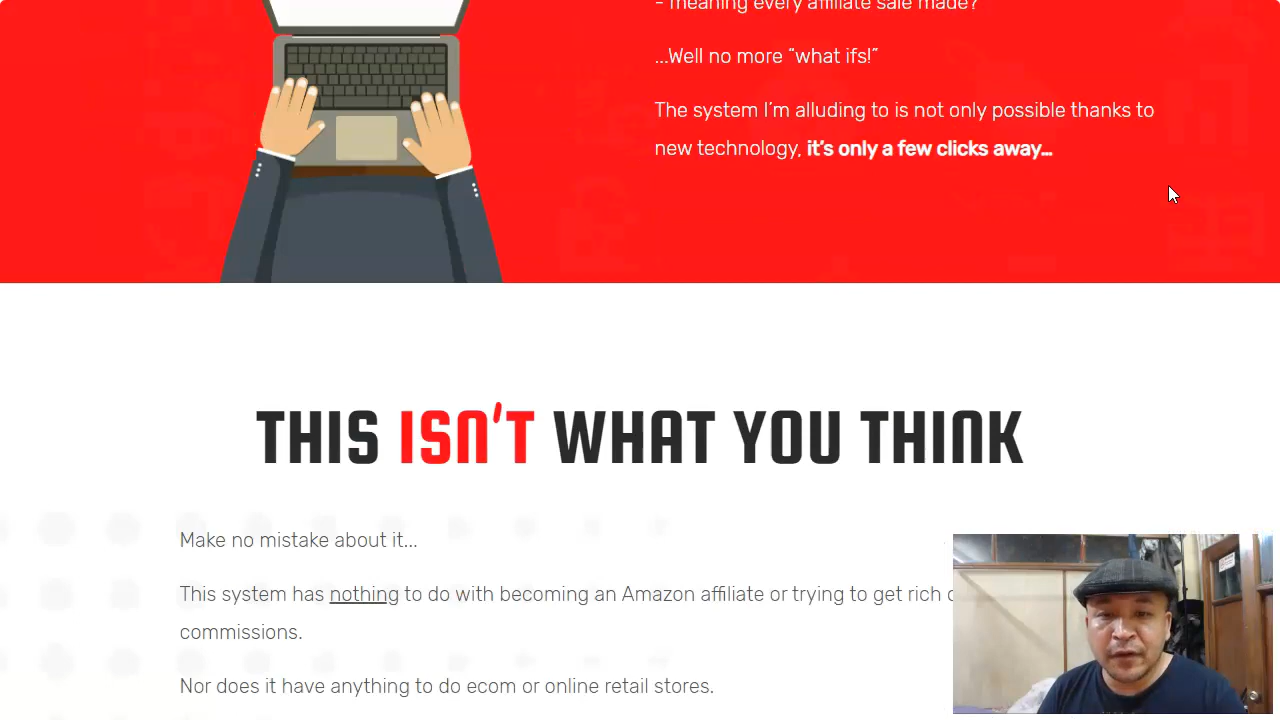 - meaning every affiliate sale made?
...Well no more “what ifs!”
The system I’m alluding to is not only possible thanks to
new technology, it’s only a few clicks away...
THIS ISN'T WHAT YOU THINK
Make no mistake about it...
This system has nothing to do with becoming an Amazon affiliate or trying to get rich
commissions.
Nor does it have anything to do ecom or online retail stores.